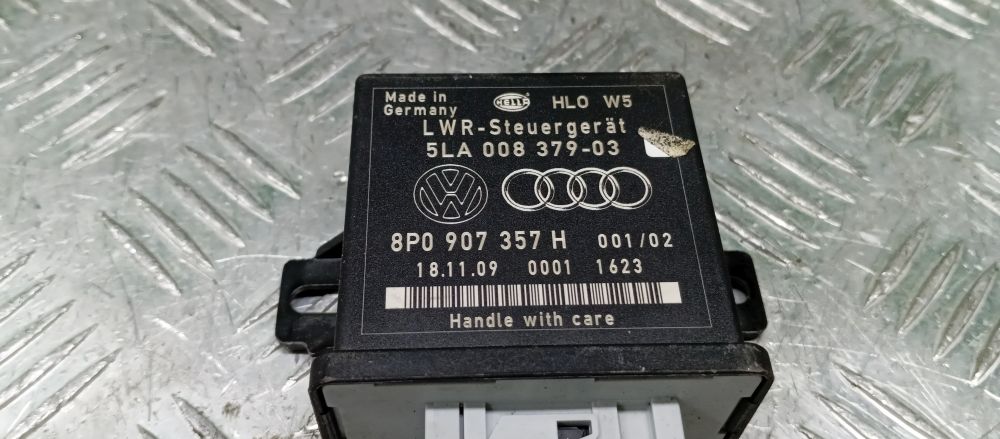 Made in
Germany
HELLA
HLO W5
LWR-Steuergerät
5LA 008 379-03
VW
8P0 907 357 H 001/02
18.11.09 0001 1623
Handle with care